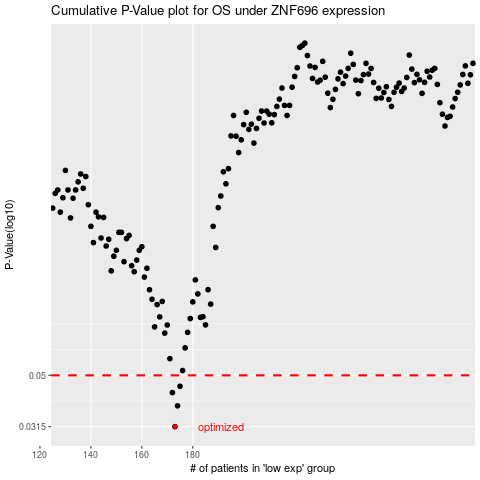 Cumulative P-Value plot for OS under ZNF696 expression
P-Value(log10)
0.05
0.0315
optimized
120 140 160 180
# of patients in 'low exp' group